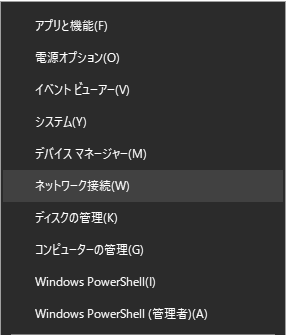 アプリと機能(F)
電源オプション(O)
イベント ビューアー(V)
システム(Y)
デバイス マネージャー(M)
ネットワーク接続(W)
ディスクの管理(K)
コンピューターの管理(G)
Windows PowerShell(I)
Windows PowerShell (管理者)(A)